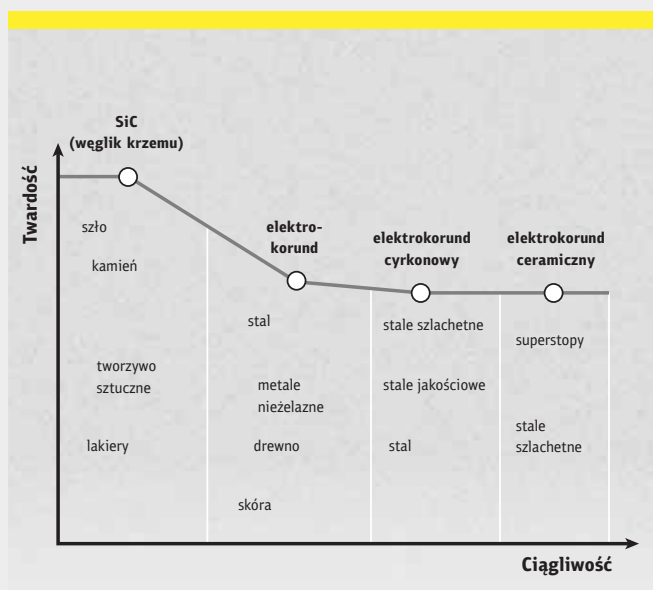 SiC
(węglik krzemu)
Twardość
szło
kamień
tworzywo
sztuczne
lakiery
elektro-
korund
stal
metale
nieżelazne
drewno
skóra
elektrokorund
cyrkonowy
stale szlachetne
stale jakościowe
stal
elektrokorund
ceramiczny
superstopy
stale
szlachetne
Ciągliwość